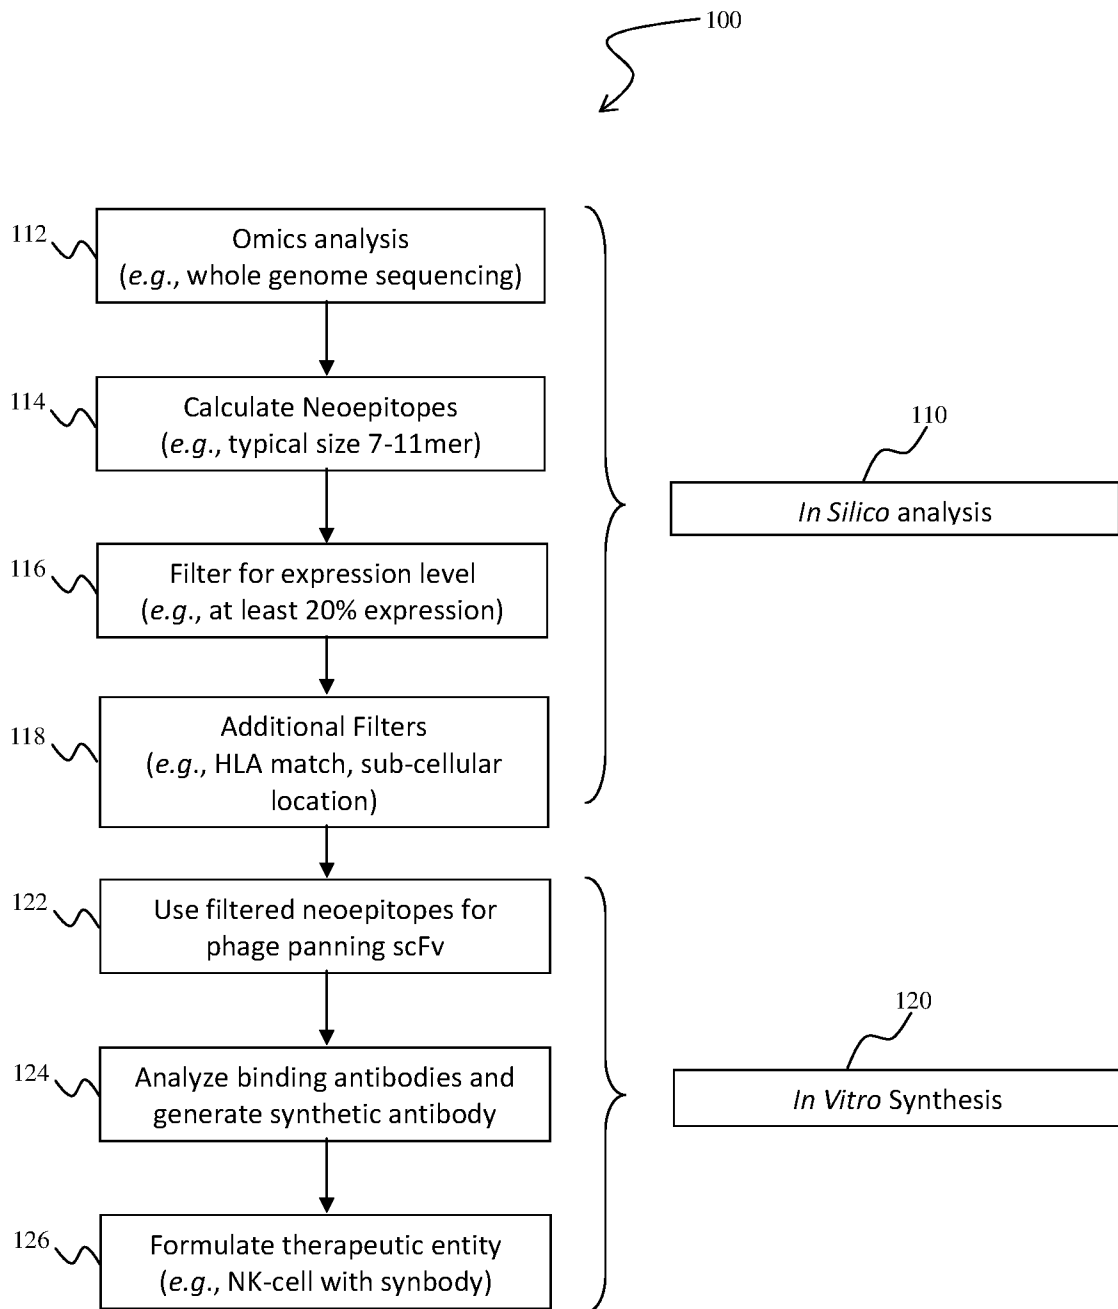 100
112
Omics analysis
(e.g., whole genome sequencing)
114
Calculate Neoepitopes
(e.g., typical size 7-11mer)
110
In Silico analysis
116
Filter for expression level
(e.g., at least 20% expression)
118
Additional Filters
(e.g., HLA match, sub-cellular
location)
122
Use filtered neoepitopes for
phage panning scFv
120
In Vitro Synthesis
124
Analyze binding antibodies and
generate synthetic antibody
126
Formulate therapeutic entity
(e.g., NK-cell with synbody)